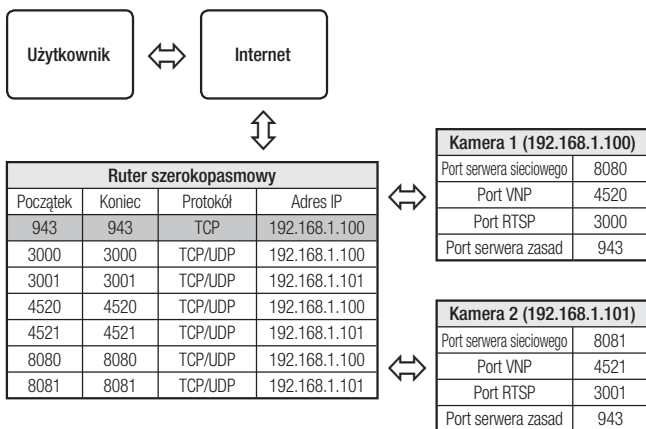 Użytkownik
Internet
Ruter szerokopasmowy
Początek Koniec Protokół Adres IP
943 943 TCP 192.168.1.100
3000 3000 TCP/UDP 192.168.1.100
3001 3001 TCP/UDP 192.168.1.101
4520 4520 TCP/UDP 192.168.1.100
4521 4521 TCP/UDP 192.168.1.101
8080 8080 TCP/UDP 192.168.1.100
8081 8081 TCP/UDP 192.168.1.101
Kamera 1 (192.168.1.100)
Port serwera sieciowego 8080
Port VNP 4520
Port RTSP 3000
Port serwera zasad 943
Kamera 2 (192.168.1.101)
Port serwera sieciowego 8081
Port VNP 4521
Port RTSP 3001
Port serwera zasad 943